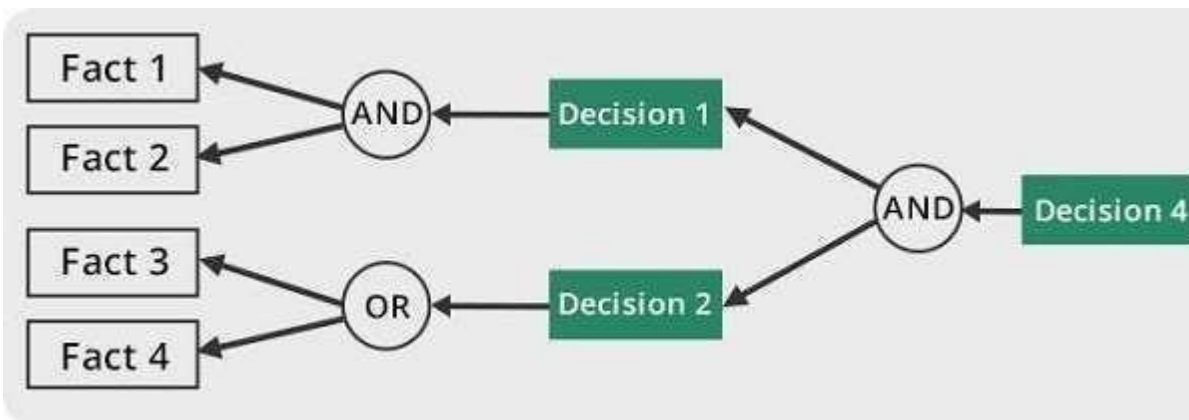 Fact 1
Fact 2
AND
Decision 1
Fact 3
Fact 4
OR
Decision 2
AND
Decision 4